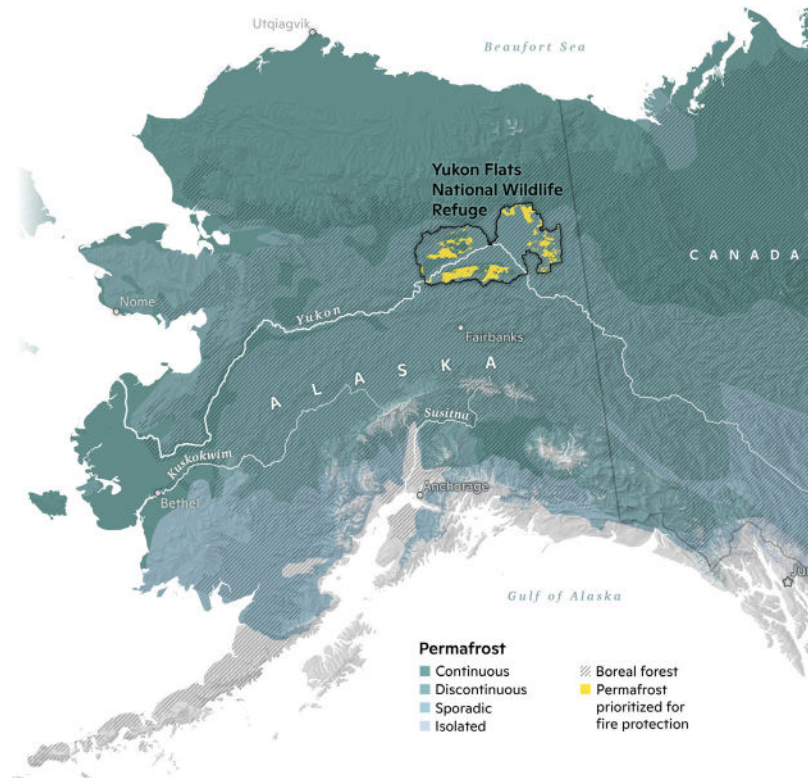 Utqiagvik
Beaufort Sea
Yukon Flats
National Wildlife
Refuge
CANADA
Nome
Yukon
Fairbanks
ALASKA
Susitna
Kuskokwim
Bethel
Anchorage
Gulf of Alaska
Permafrost
Continuous
Discontinuous
Sporadic
Isolated
Boreal forest
Permafrost
prioritized for
fire protection